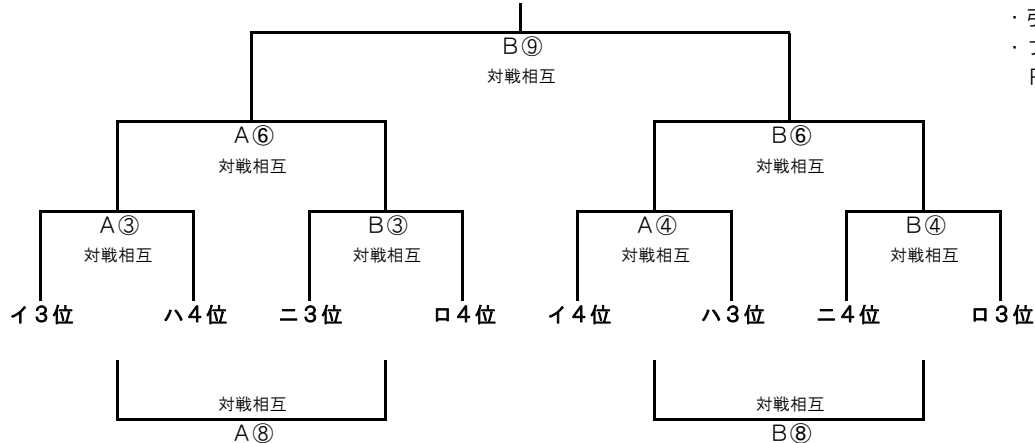 B⑨
対戦相互
A⑥
対戦相互
B⑥
対戦相互
A③
対戦相互
B③
対戦相互
A④
対戦相互
B④
対戦相互
イ3位
ハ4位
ニ3位
ロ4位
イ4位
ハ3位
ニ4位
ロ3位
対戦相互
A⑧
対戦相互
B⑧